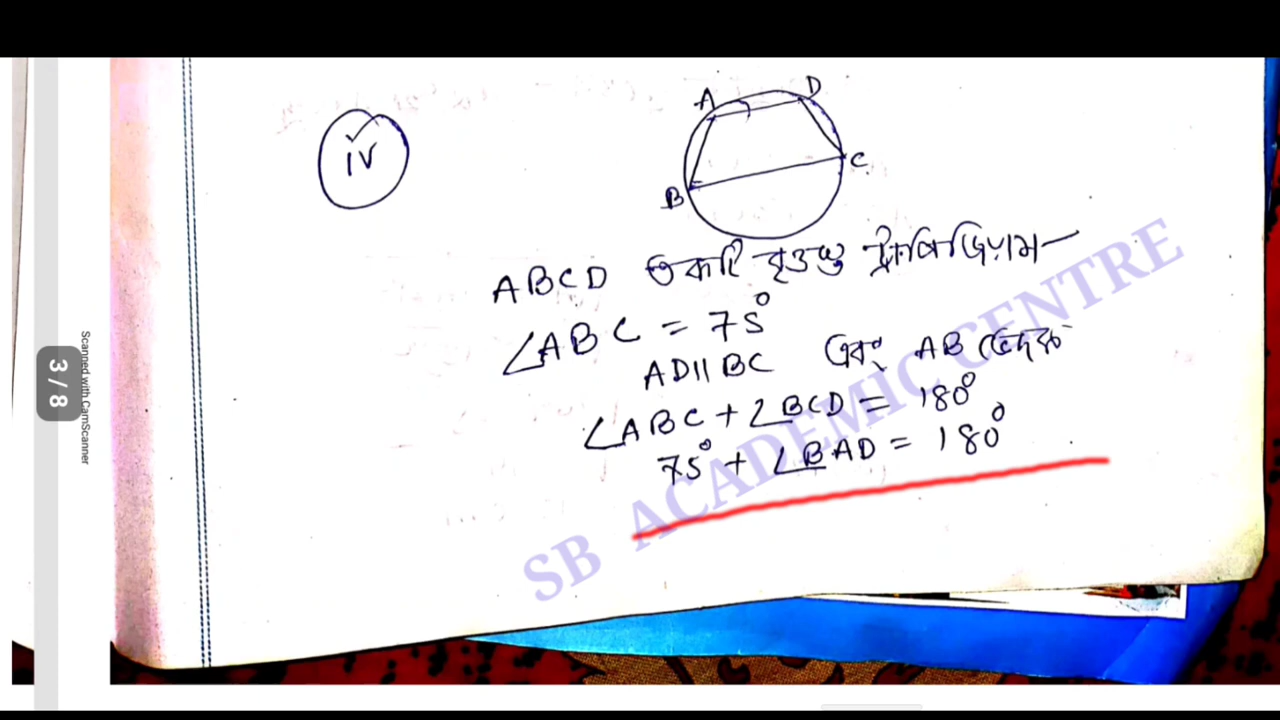 iv
A D
C
B
ABCD একটি বৃত্তস্থ ট্রাপিজিয়াম
∠ABC = 75°
AD || BC এবং AB ছেদক
∠ABC + ∠BCD = 180°
75° + ∠BAD = 180°
SB ACADEMIC CENTRE
3 / 8
Scanned with CamScanner